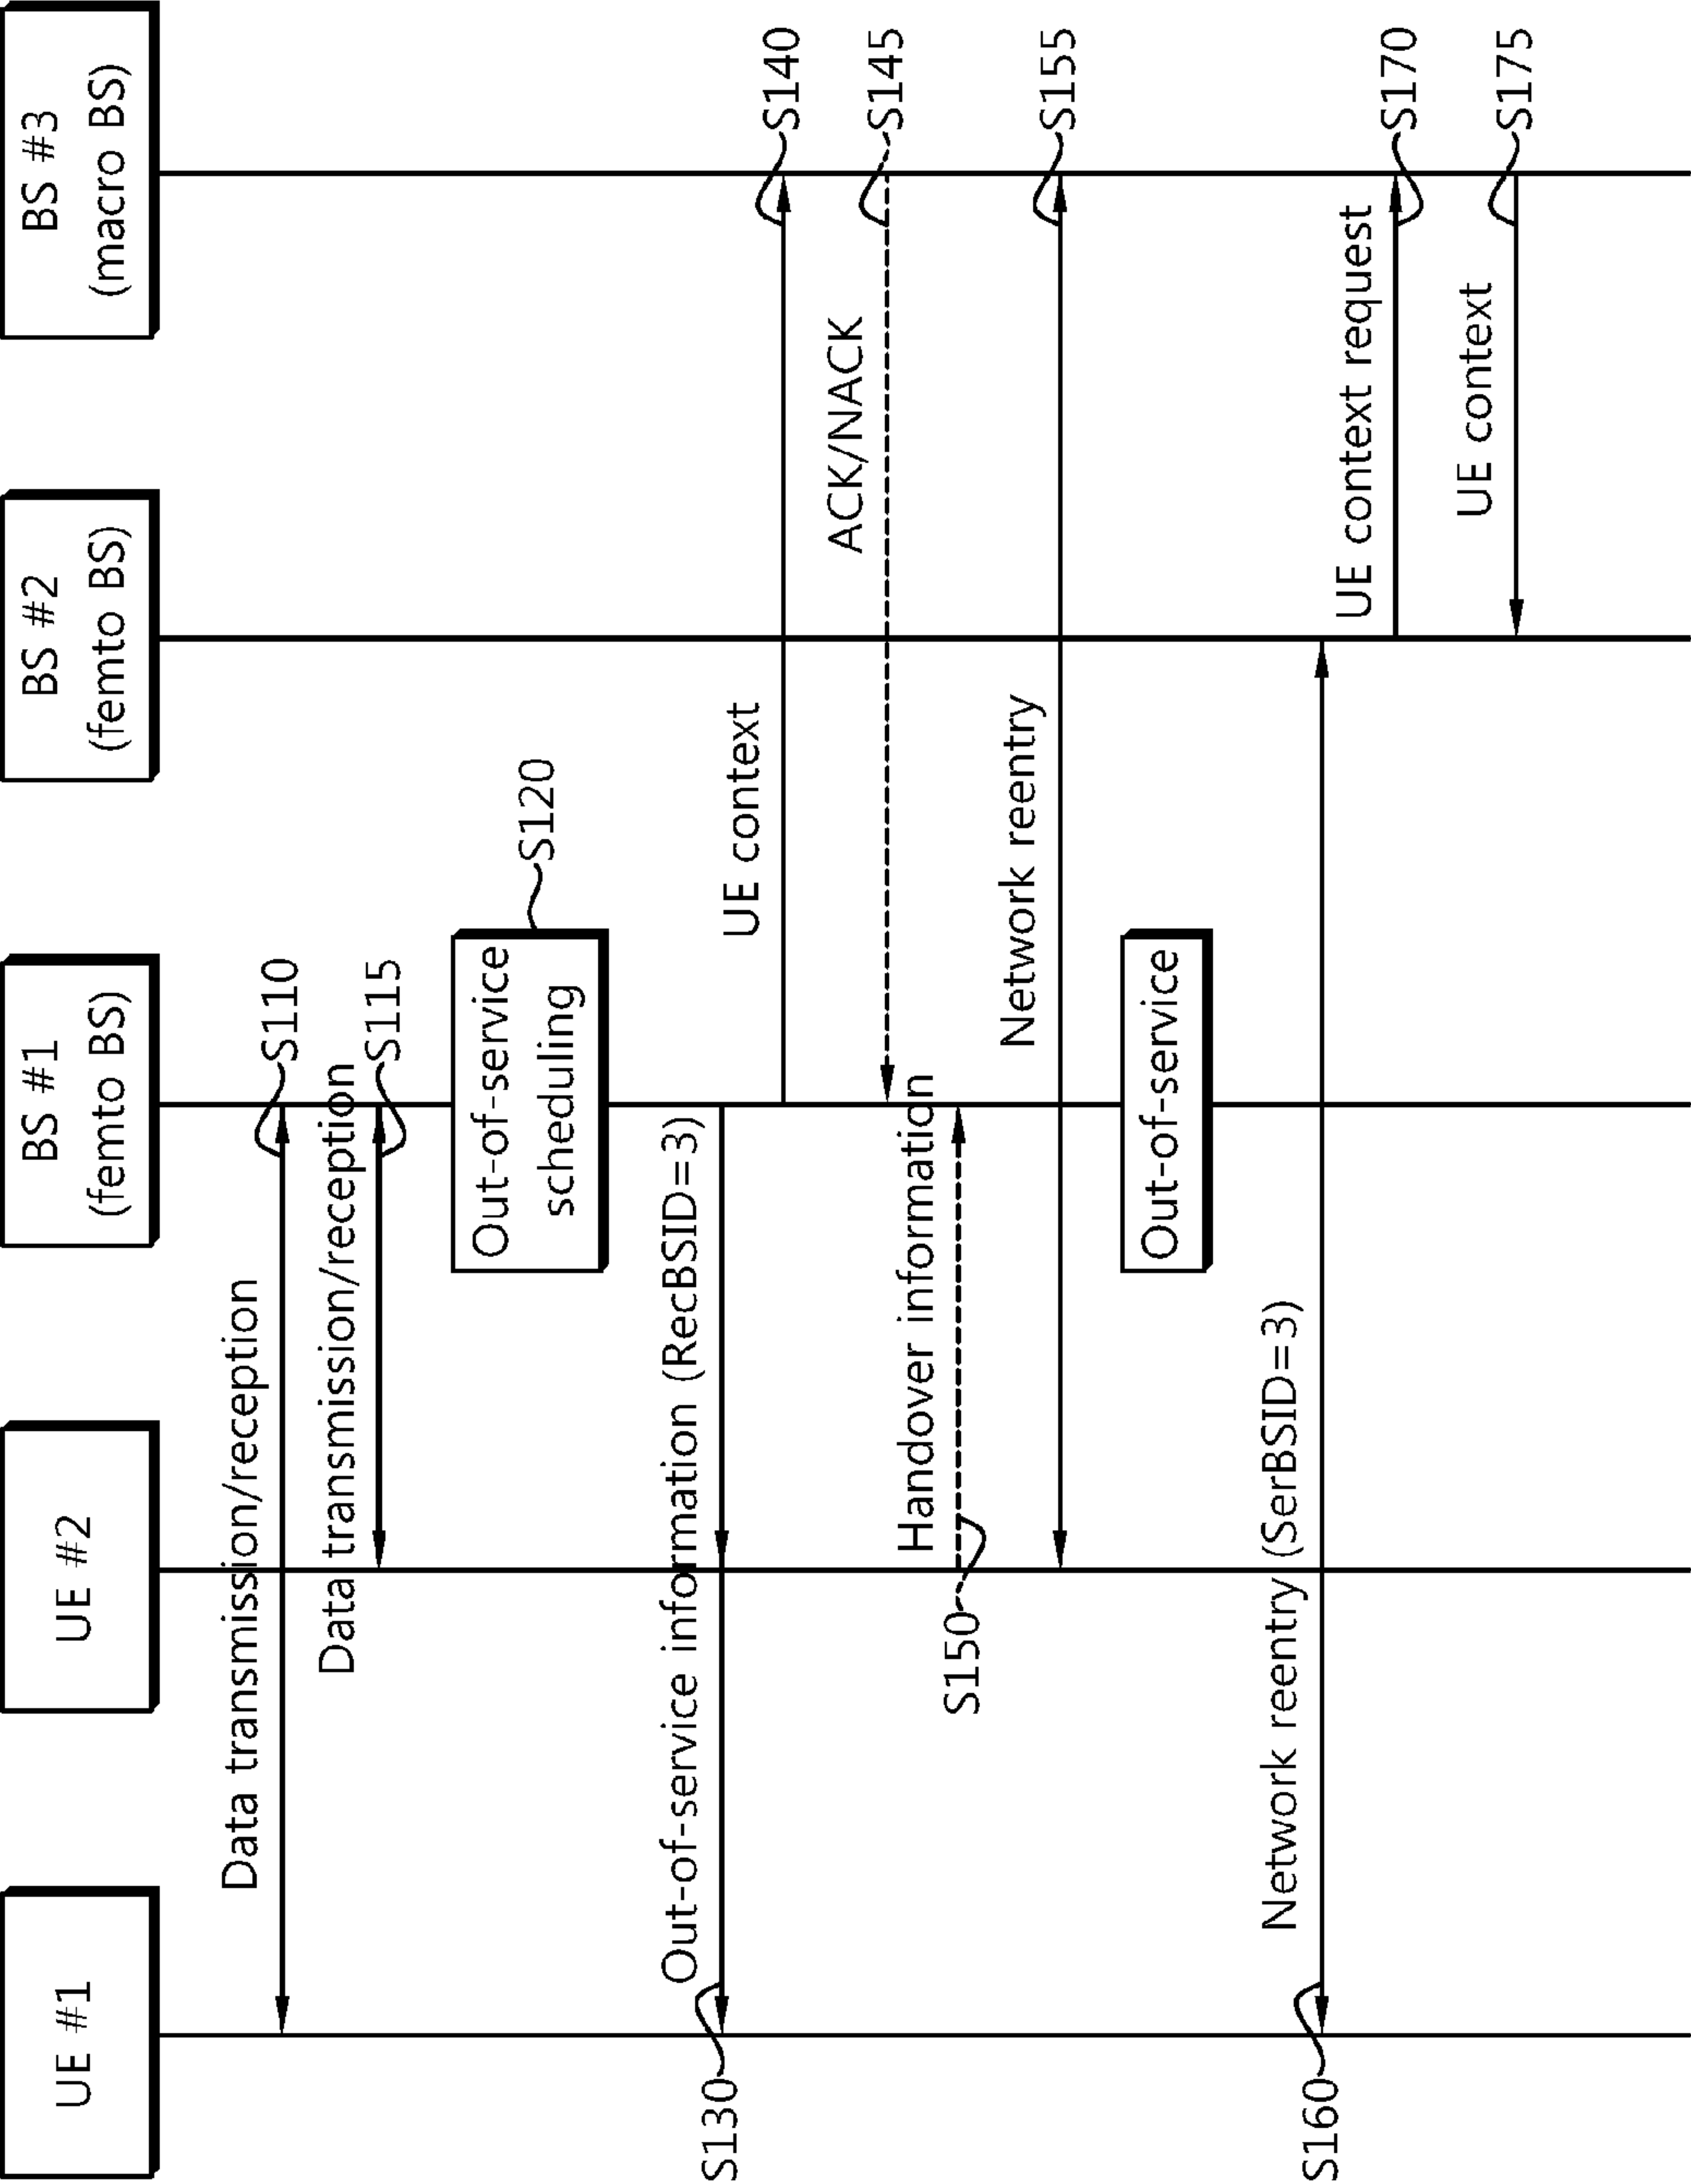 UE #1
UE #2
BS #1
(femto BS)
BS #2
(femto BS)
BS #3
(macro BS)
Data transmission/reception
S110
Data transmission/reception
S115
Out-of-service
scheduling
S120
Out-of-service information (RecBSID=3)
S130
UE context
S140
ACK/NACK
S145
Handover information
S150
Network reentry
S155
Out-of-service
Network reentry (SerBSID=3)
S160
UE context request
S170
UE context
S175